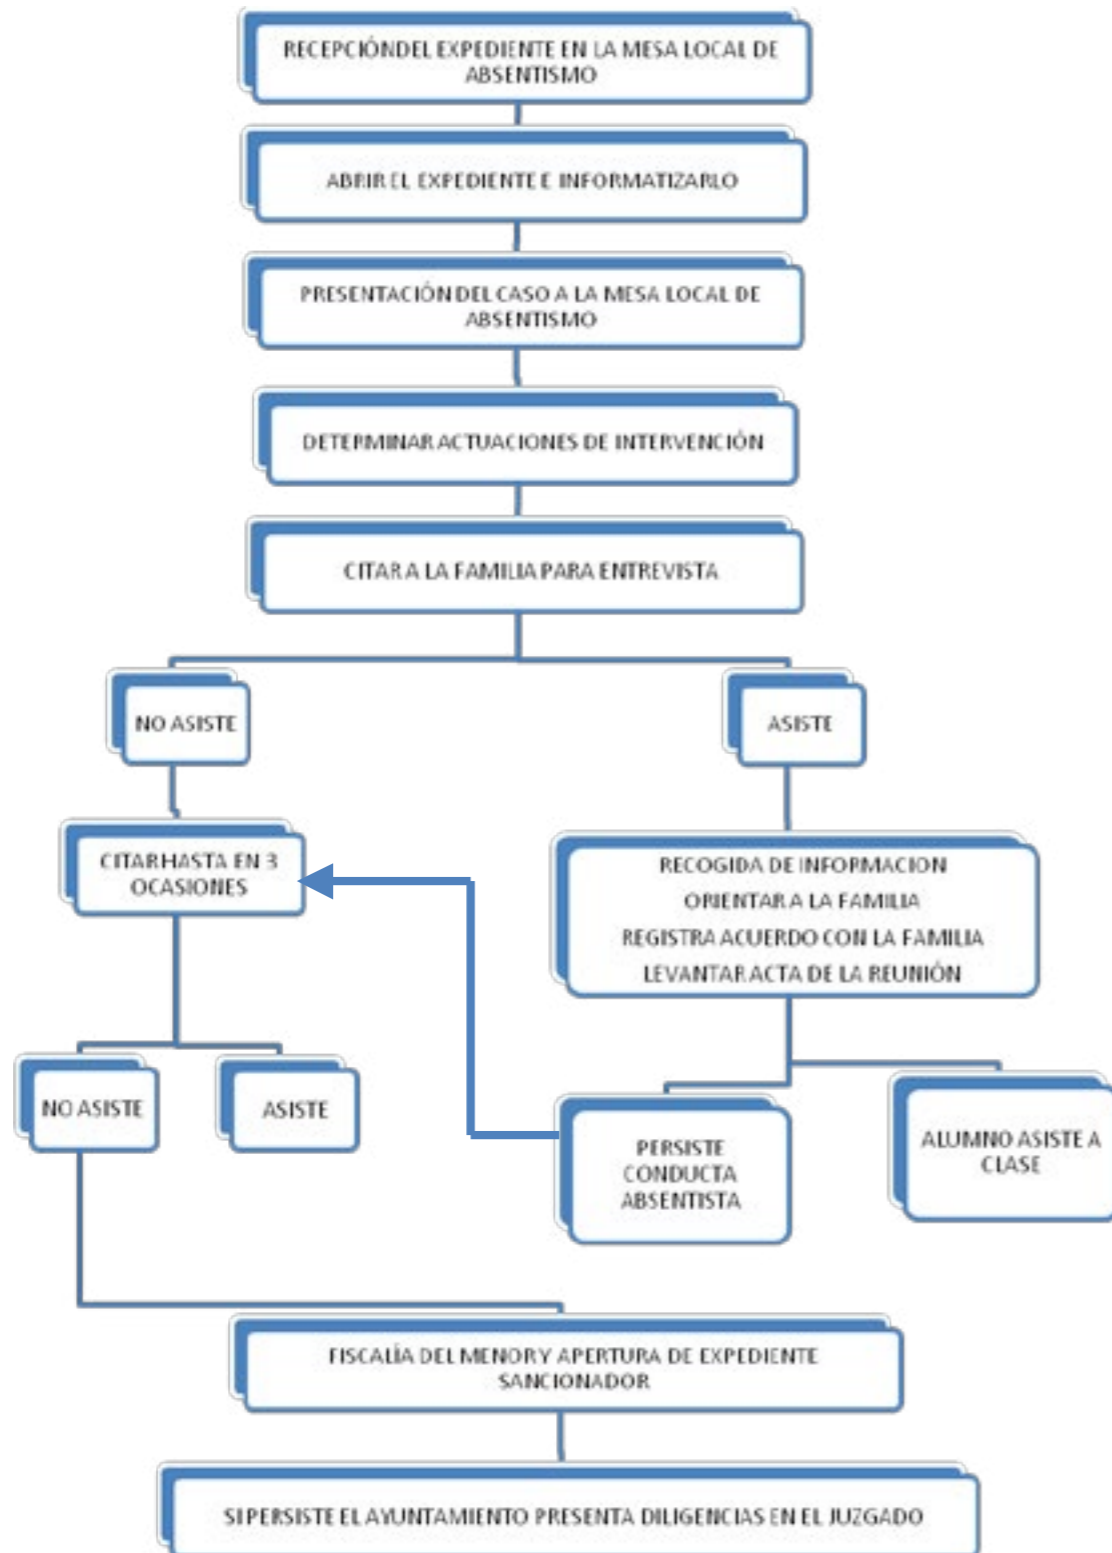 RECEPCIÓNDEL EXPEDIENTE EN LA MESA LOCAL DE
ABSENTISMO
ABRIR EL EXPEDIENTE E INFORMATIZARLO
PRESENTACIÓN DEL CASO A LA MESA LOCAL DE
ABSENTISMO
DETERMINAR ACTUACIONES DE INTERVENCIÓN
CITAR A LA FAMILIA PARA ENTREVISTA
NO ASISTE
ASISTE
CITAR HASTA EN 3
OCASIONES
RECOGIDA DE INFORMACION
ORIENTAR A LA FAMILIA
REGISTRA ACUERDO CON LA FAMILIA
LEVANTAR ACTA DE LA REUNIÓN
NO ASISTE
ASISTE
PERSISTE
CONDUCTA
ABSENTISTA
ALUMNO ASISTE A
CLASE
FISCALÍA DEL MENOR Y APERTURA DE EXPEDIENTE
SANCIONADOR
SI PERSISTE EL AYUNTAMIENTO PRESENTA DILIGENCIAS EN EL JUZGADO